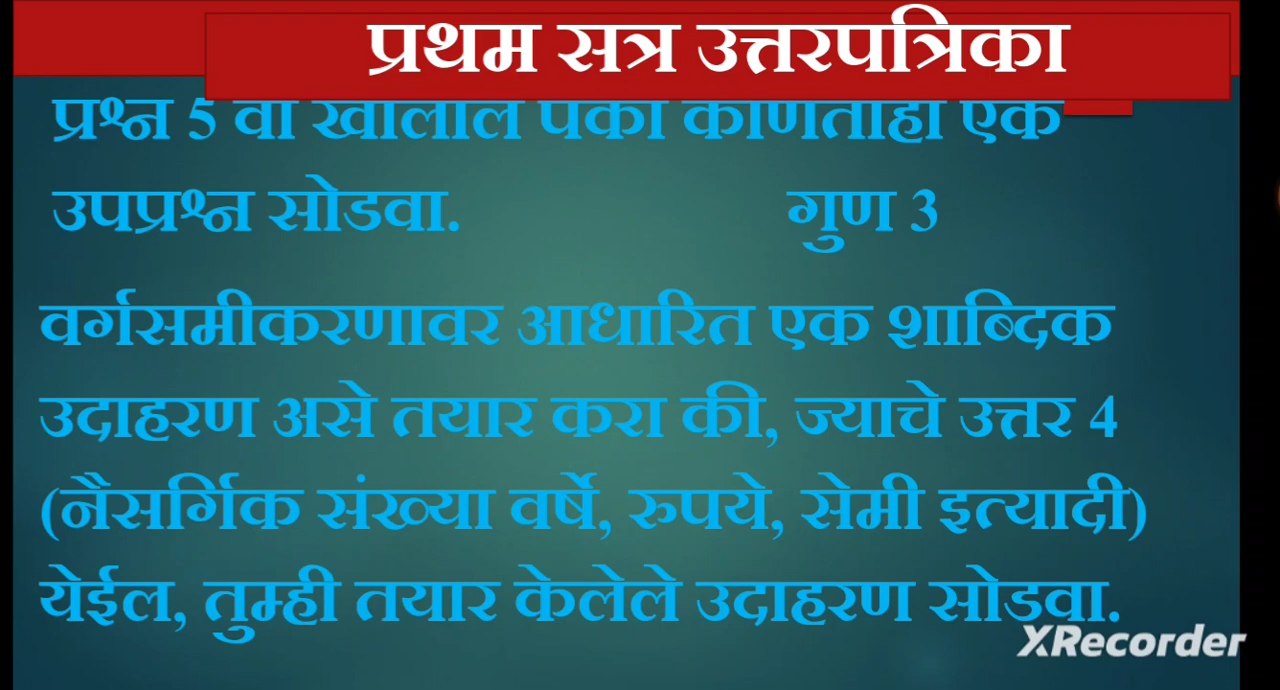 प्रथम सत्र उत्तरपत्रिका
प्रश्न 5 वा खालील पैकी कोणताही एक
उपप्रश्न सोडवा. गुण 3
वर्गसमीकरणावर आधारित एक शाब्दिक
उदाहरण असे तयार करा की, ज्याचे उत्तर 4
(नैसर्गिक संख्या वर्षे, रुपये, सेमी इत्यादी)
येईल, तुम्ही तयार केलेले उदाहरण सोडवा.
XRecorder